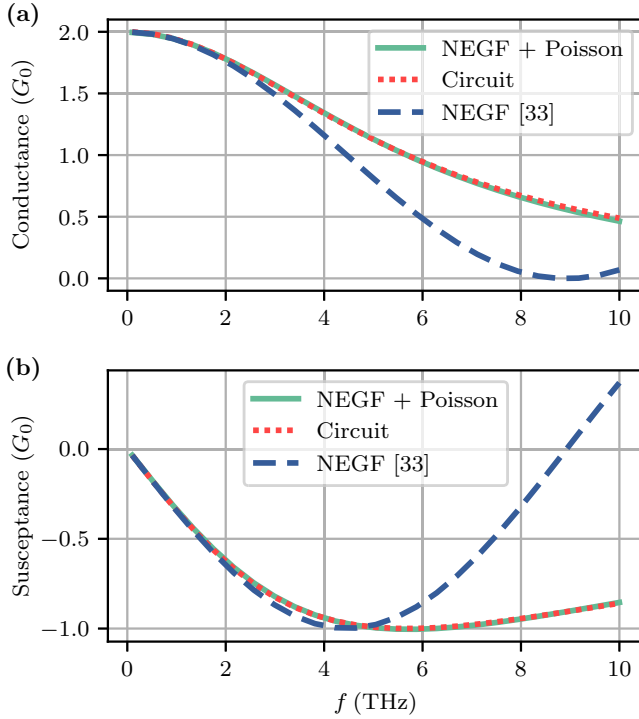 (a)
2.0
1.5
1.0
0.5
0.0
Conductance (G0)
NEGF + Poisson
Circuit
NEGF [33]
0 2 4 6 8 10
(b)
0.0
−0.5
−1.0
Susceptance (G0)
NEGF + Poisson
Circuit
NEGF [33]
0 2 4 6 8 10
f (THz)